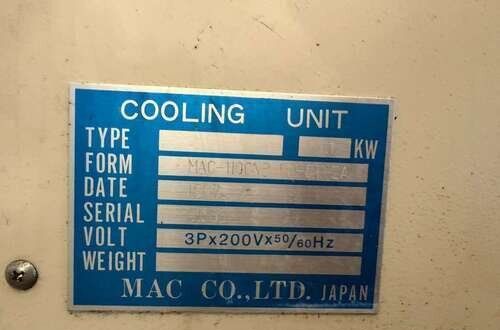 COOLING UNIT
TYPE KW
FORM
DATE
SERIAL
VOLT 3Px200Vx50/60Hz
WEIGHT
MAC CO.,LTD. JAPAN